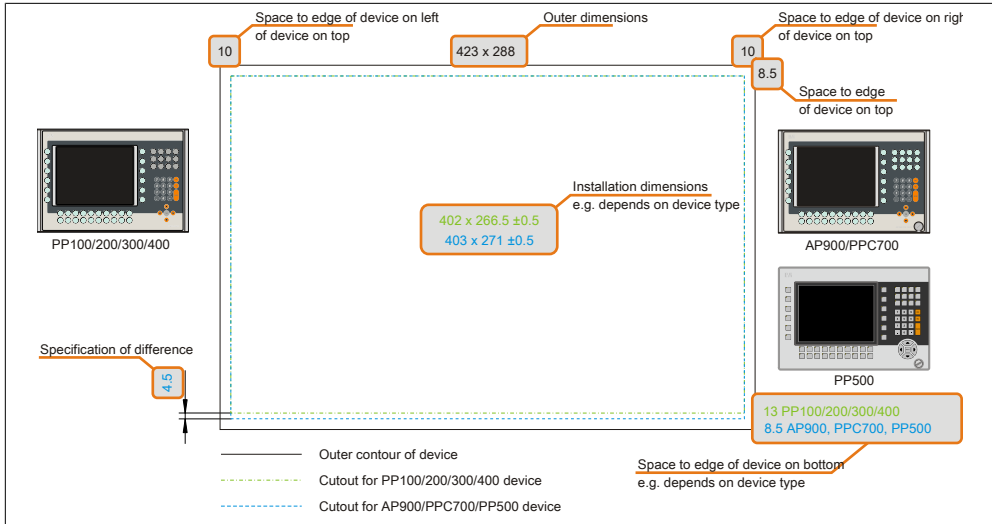 Space to edge of device on left
of device on top
Outer dimensions
Space to edge of device on righ
of device on top
10
423 x 288
10
8.5
Space to edge
of device on top
Installation dimensions
e.g. depends on device type
402 x 266.5 ±0.5
403 x 271 ±0.5
PP100/200/300/400
AP900/PPC700
PP500
Specification of difference
4.5
13 PP100/200/300/400
8.5 AP900, PPC700, PP500
Space to edge of device on bottom
e.g. depends on device type
Outer contour of device
Cutout for PP100/200/300/400 device
Cutout for AP900/PPC700/PP500 device